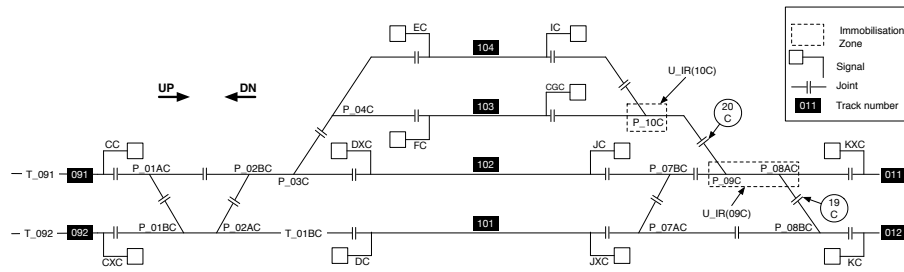 EC
104
IC
Immobilisation
Zone
U_IR(10C)
Signal
UP
DN
Joint
P_04C
103
CGC
20
C
011
Track number
FC
P_10C
CC
DXC
JC
KXC
T_091
091
P_01AC
P_02BC
P_03C
102
P_07BC
P_09C
P_08AC
011
U_IR(09C)
19
C
T_092
092
P_01BC
P_02AC
T_01BC
101
P_07AC
P_08BC
012
CXC
DC
JXC
KC